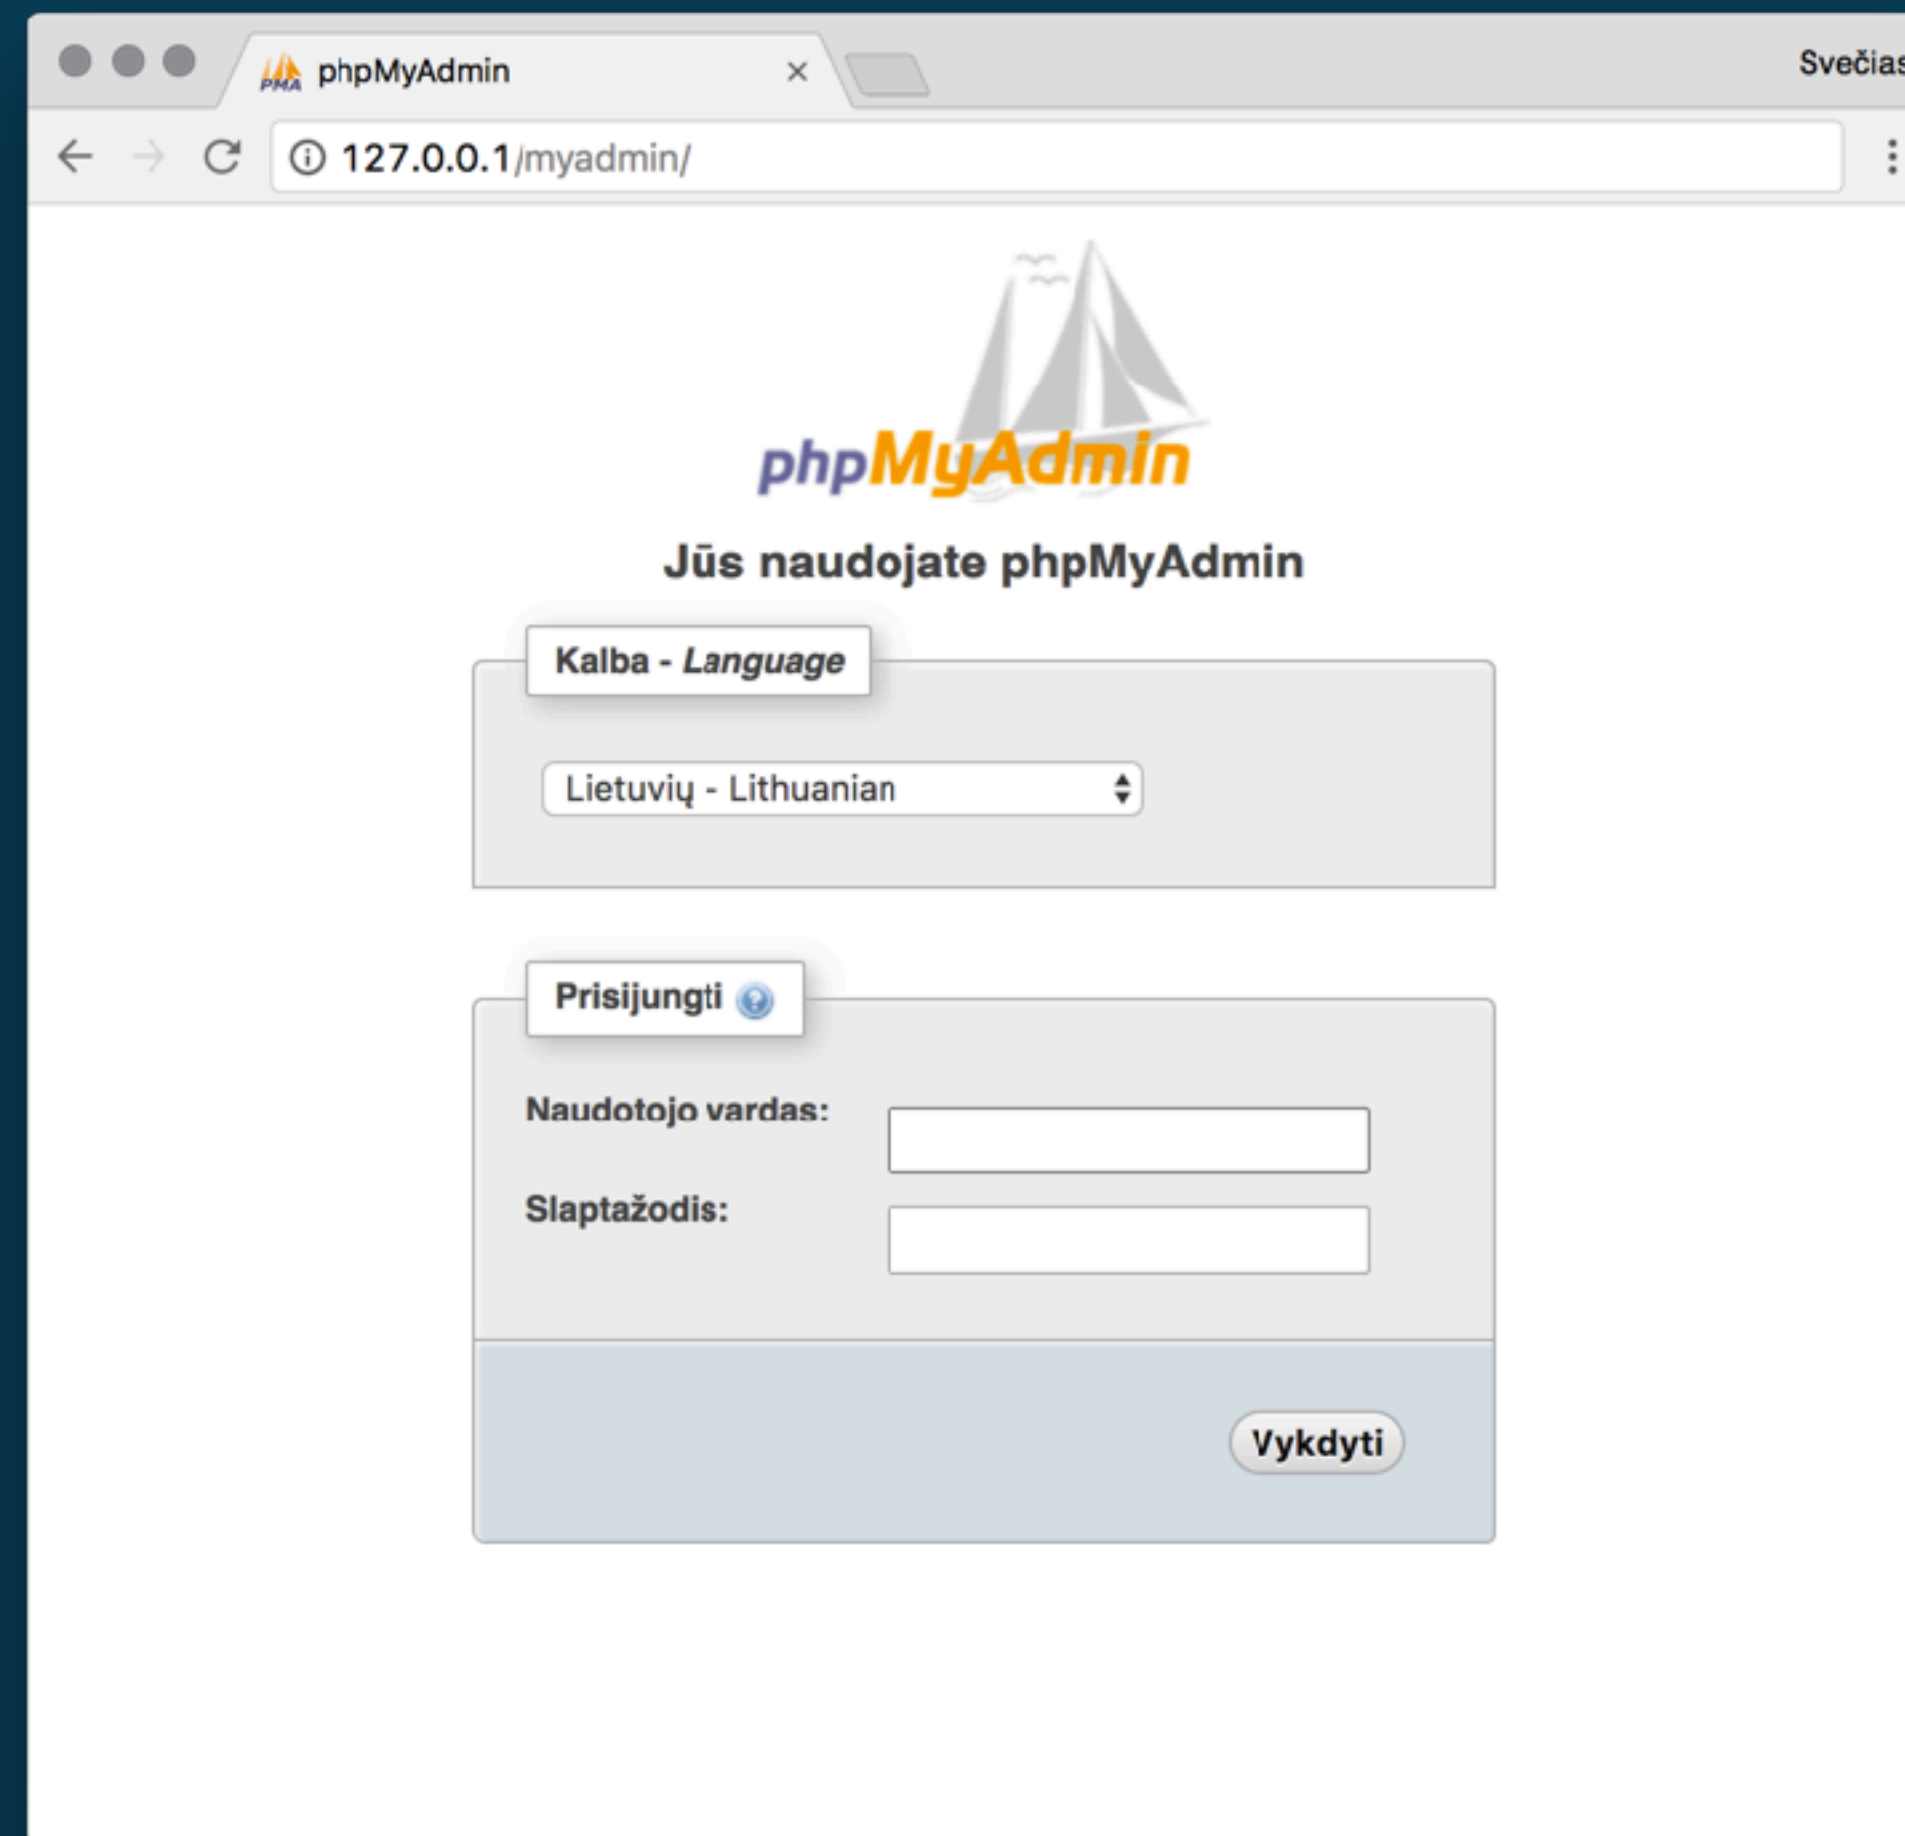 phpMyAdmin
Svečias
127.0.0.1/myadmin/
phpMyAdmin
Jūs naudojate phpMyAdmin
Kalba - Language
Lietuvių - Lithuanian
Prisijungti
Naudotojo vardas:
Slaptažodis:
Vykdyti